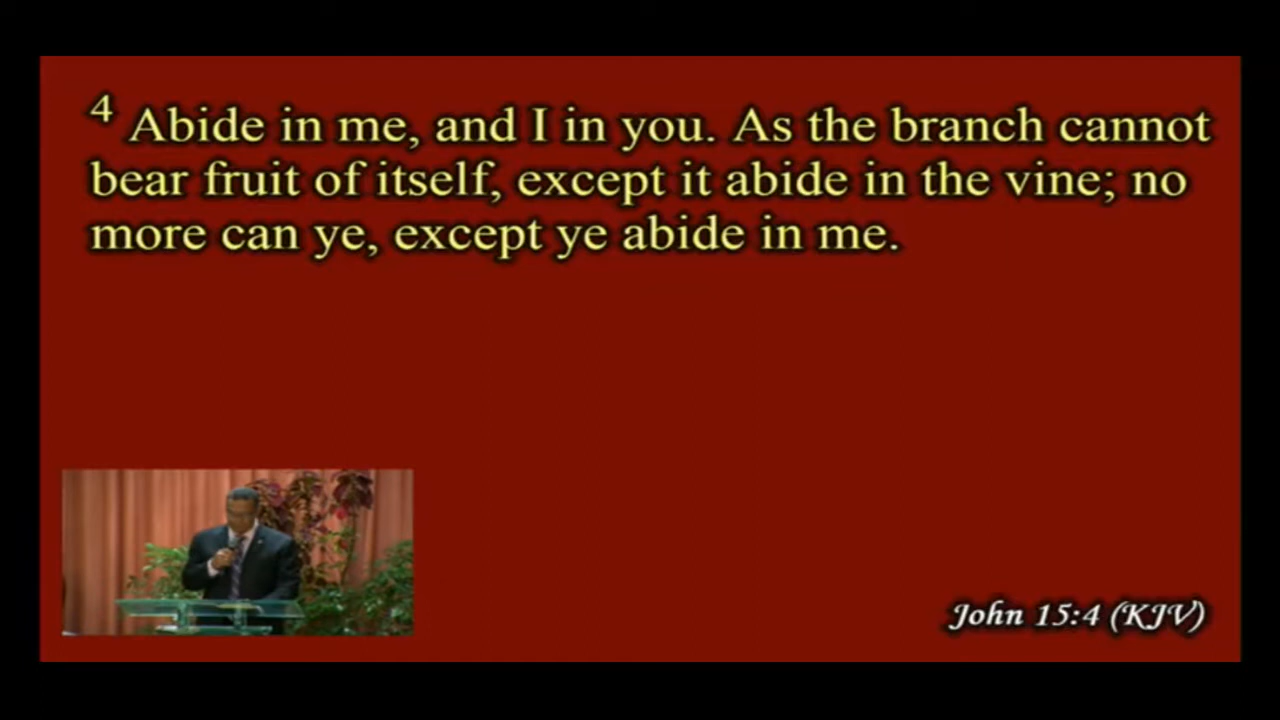 4 Abide in me, and I in you. As the branch cannot
bear fruit of itself, except it abide in the vine; no
more can ye, except ye abide in me.
John 15:4 (KJV)